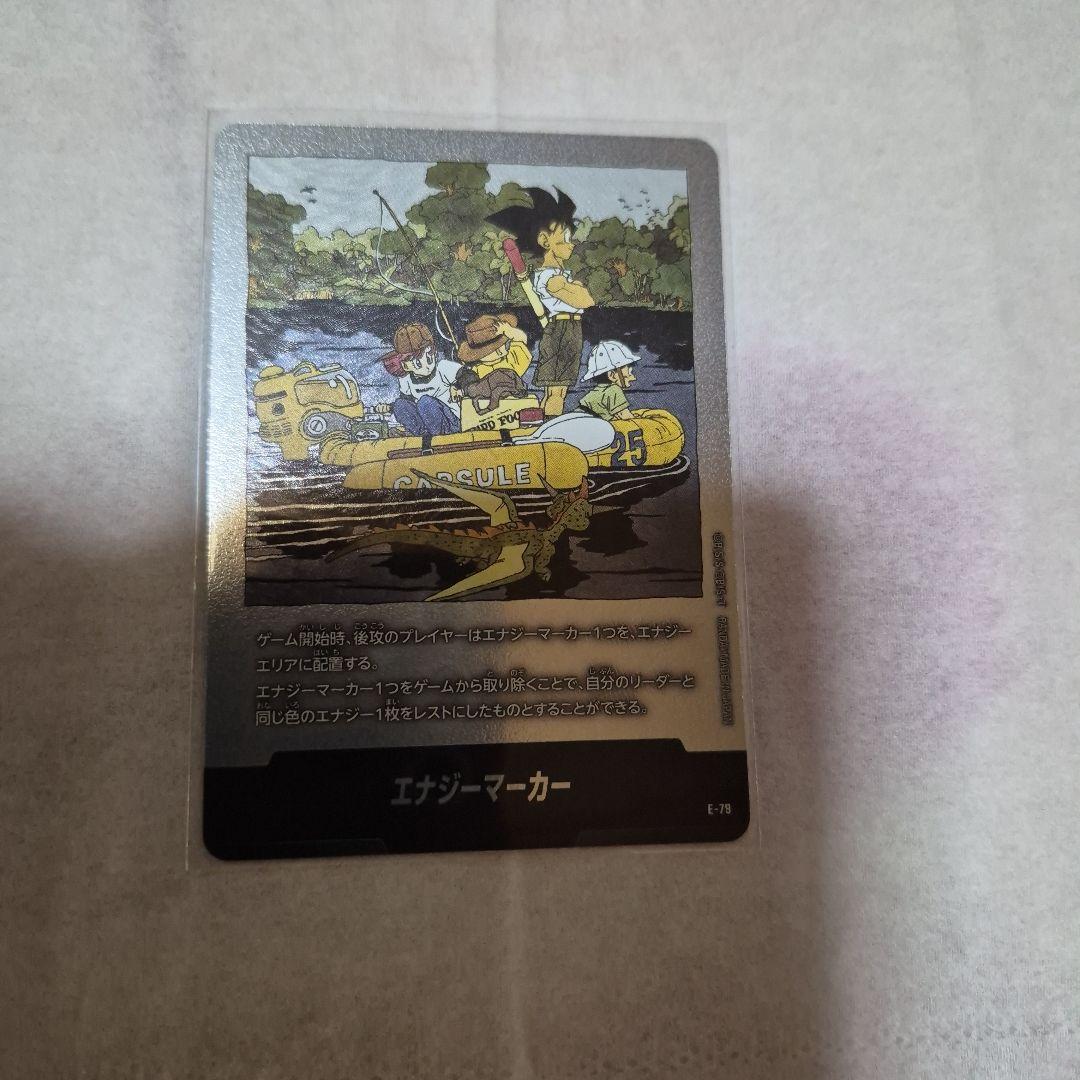 CAPSULE
25
ゲーム開始時、後攻のプレイヤーはエナジーマーカー1つを、エナジー
エリアに配置する。
エナジーマーカー1つをゲームから取り除くことで、自分のリーダーと
同じ色のエナジー1枚をレストにしたものとすることができる。
エナジーマーカー
E-79